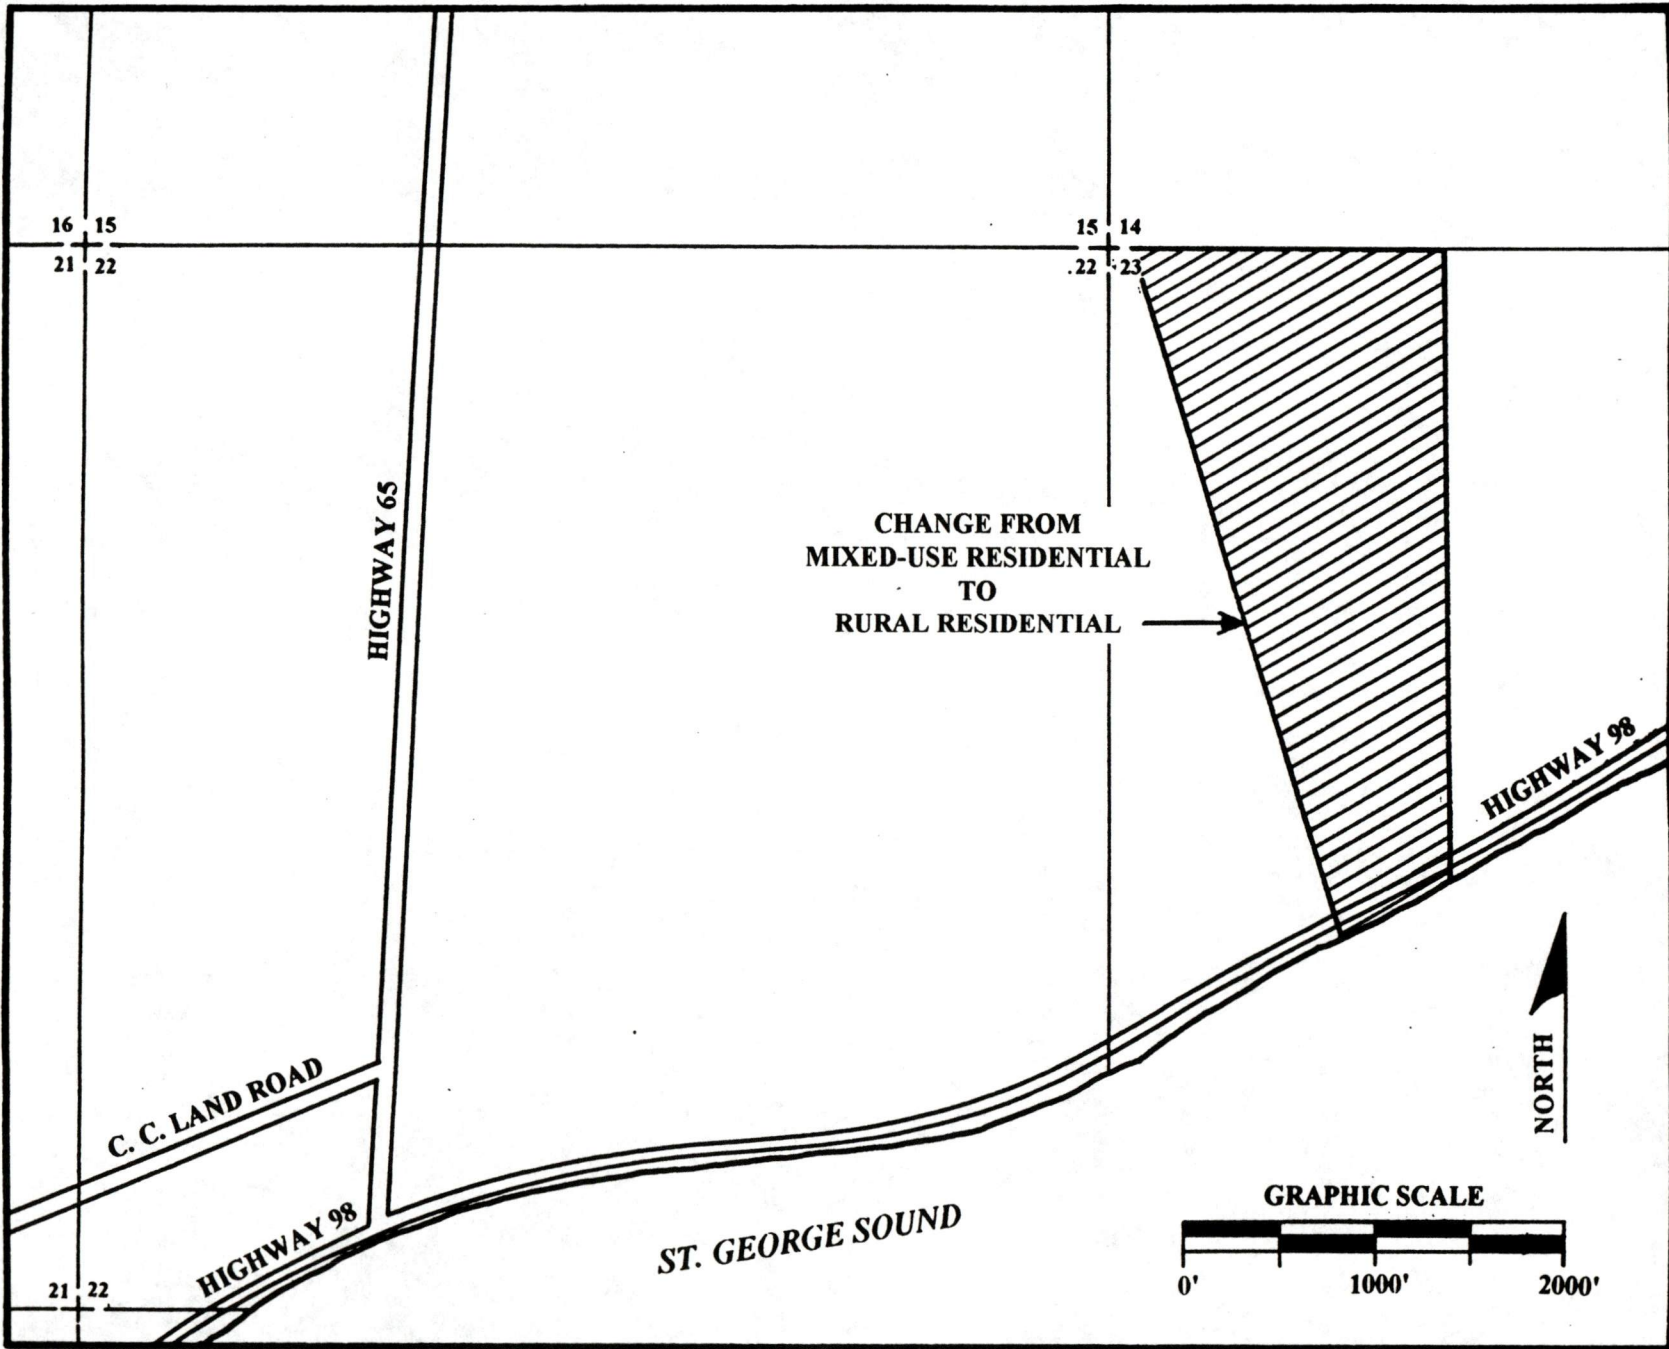 16 15
21 22
15 14
.22 23
HIGHWAY 65
CHANGE FROM
MIXED-USE RESIDENTIAL
TO
RURAL RESIDENTIAL
HIGHWAY 98
C. C. LAND ROAD
HIGHWAY 98
ST. GEORGE SOUND
NORTH
GRAPHIC SCALE
0' 1000' 2000'
21 22